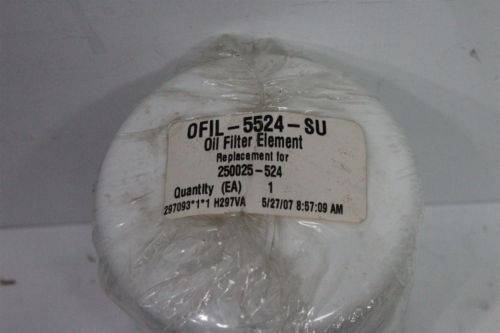 OFIL-5524-SU
Oil Filter Element
Replacement for
250025-524
Quantity (EA) 1
297093*1*1 H297VA 5/27/07 8:57:09 AM